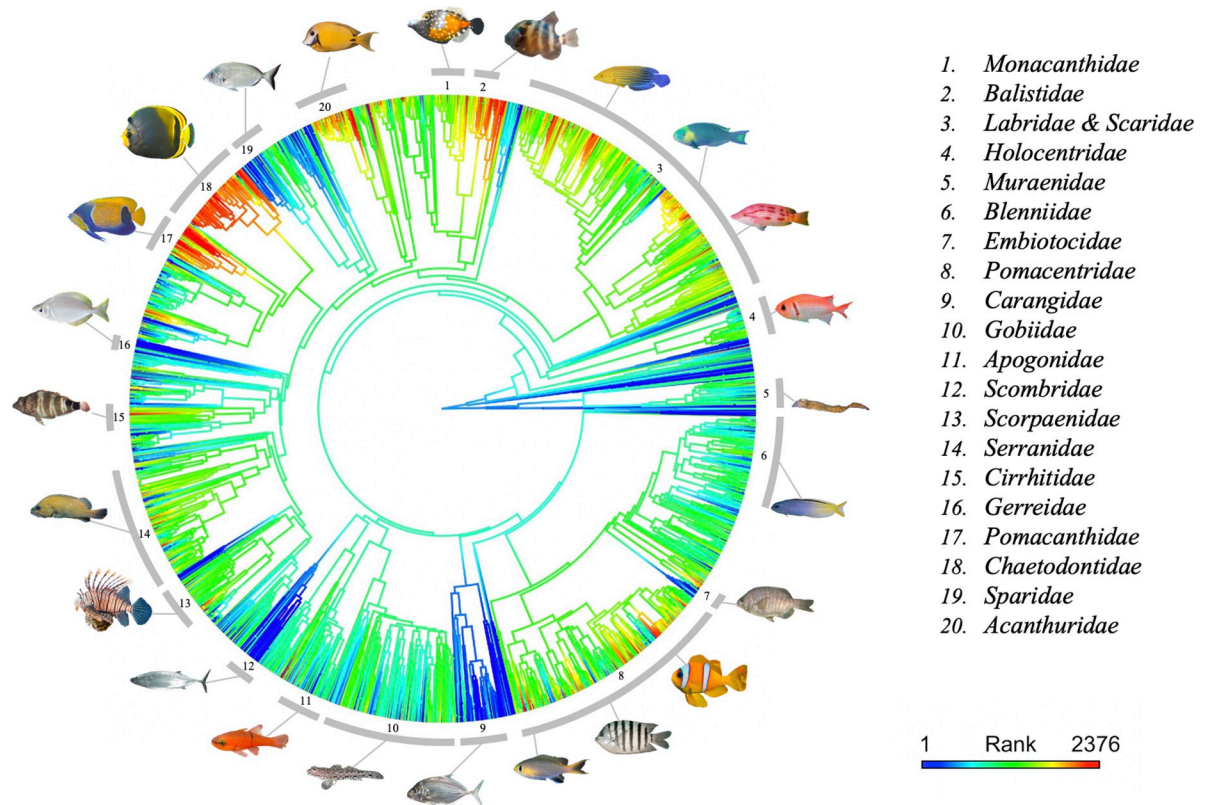 1. Monacanthidae
2. Balistidae
3. Labridae & Scaridae
4. Holocentridae
5. Muraenidae
6. Blenniidae
7. Embiotocidae
8. Pomacentridae
9. Carangidae
10. Gobiidae
11. Apogonidae
12. Scombridae
13. Scorpaenidae
14. Serranidae
15. Cirrhitidae
16. Gerreidae
17. Pomacanthidae
18. Chaetodontidae
19. Sparidae
20. Acanthuridae
1 Rank 2376
1
2
3
4
5
6
7
8
9
10
11
12
13
14
15
16
17
18
19
20